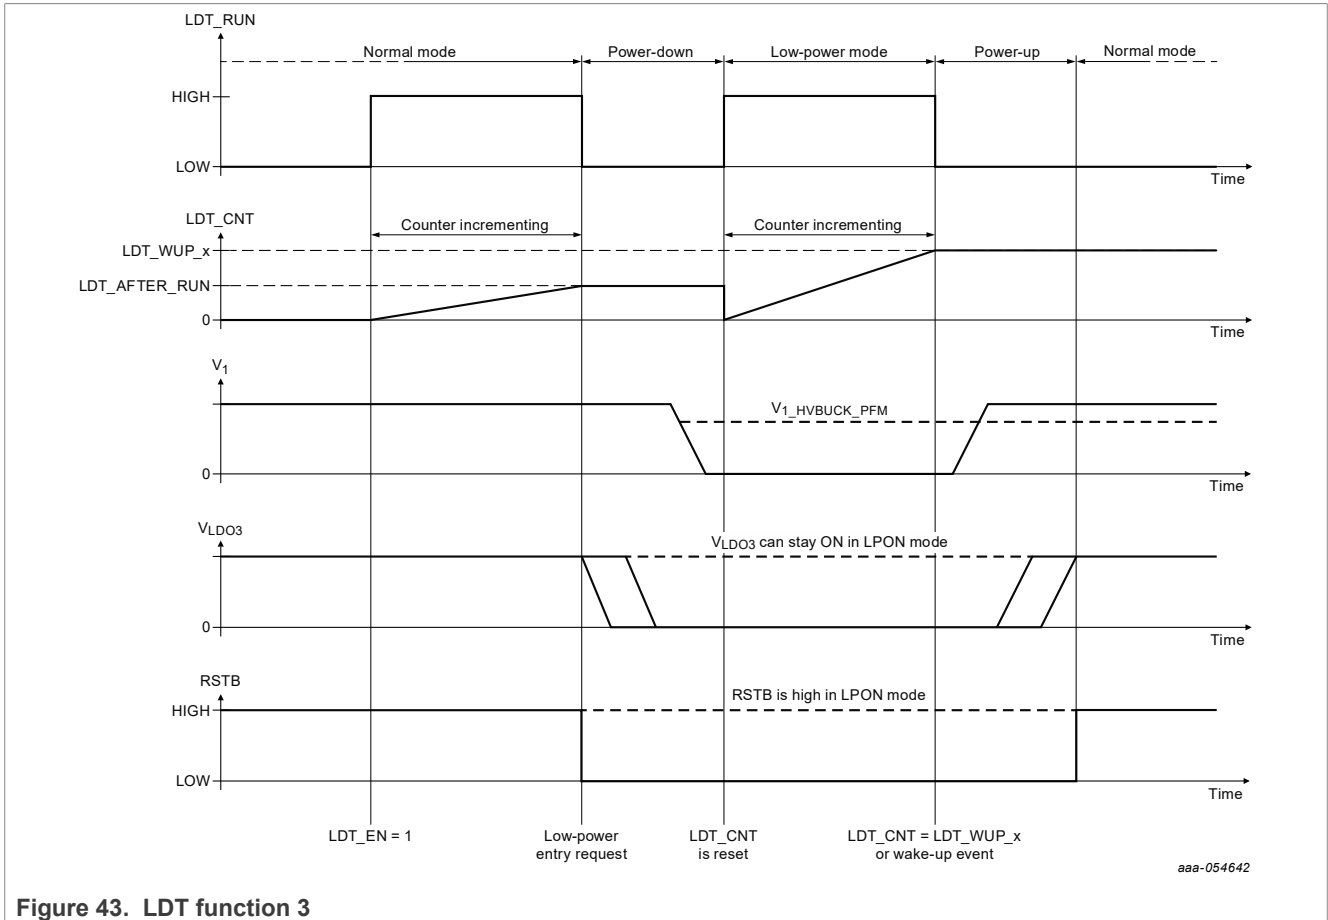 LDT_RUN
Normal mode
Power-down
Low-power mode
Power-up
Normal mode
HIGH
LOW
Time
LDT_CNT
Counter incrementing
Counter incrementing
LDT_WUP_x
LDT_AFTER_RUN
0
Time
V1
V1_HVBUCK_PFM
0
Time
VLDO3
VLDO3 can stay ON in LPON mode
0
Time
RSTB
RSTB is high in LPON mode
HIGH
LOW
Time
LDT_EN = 1
Low-power
entry request
LDT_CNT
is reset
LDT_CNT = LDT_WUP_x
or wake-up event
aaa-054642
Figure 43. LDT function 3